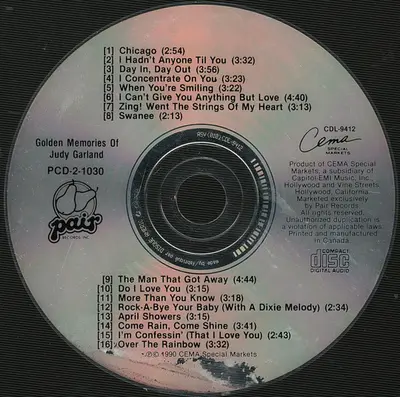 [1] Chicago (2:54)
[2] I Hadn't Anyone Til You (3:32)
[3] Day In, Day Out (3:56)
[4] I Concentrate On You (3:23)
[5] When You're Smiling (3:22)
[6] I Can't Give You Anything But Love (4:40)
[7] Zing! Went The Strings Of My Heart (3:13)
[8] Swanee (2:13)
Golden Memories Of
Judy Garland
PCD-2-1030
pair
RECORDS, INC.
CDL-9412
Cema
SPECIAL
MARKETS
Product of CEMA Special
Markets, a subsidiary of
Capitol-EMI Music, Inc.,
Hollywood and Vine Streets,
Hollywood, California.
Marketed exclusively
by Pair Records.
All rights reserved.
Unauthorized duplication is
a violation of applicable laws.
Printed and manufactured
in Canada.
COMPACT
disc
DIGITAL AUDIO
[9] The Man That Got Away (4:44)
[10] Do I Love You (3:15)
[11] More Than You Know (3:18)
[12] Rock-A-Bye Your Baby (With A Dixie Melody) (2:34)
[13] April Showers (3:15)
[14] Come Rain, Come Shine (3:41)
[15] I'm Confessin' (That I Love You) (2:43)
[16] Over The Rainbow (3:32)
℗© 1990 CEMA Special Markets